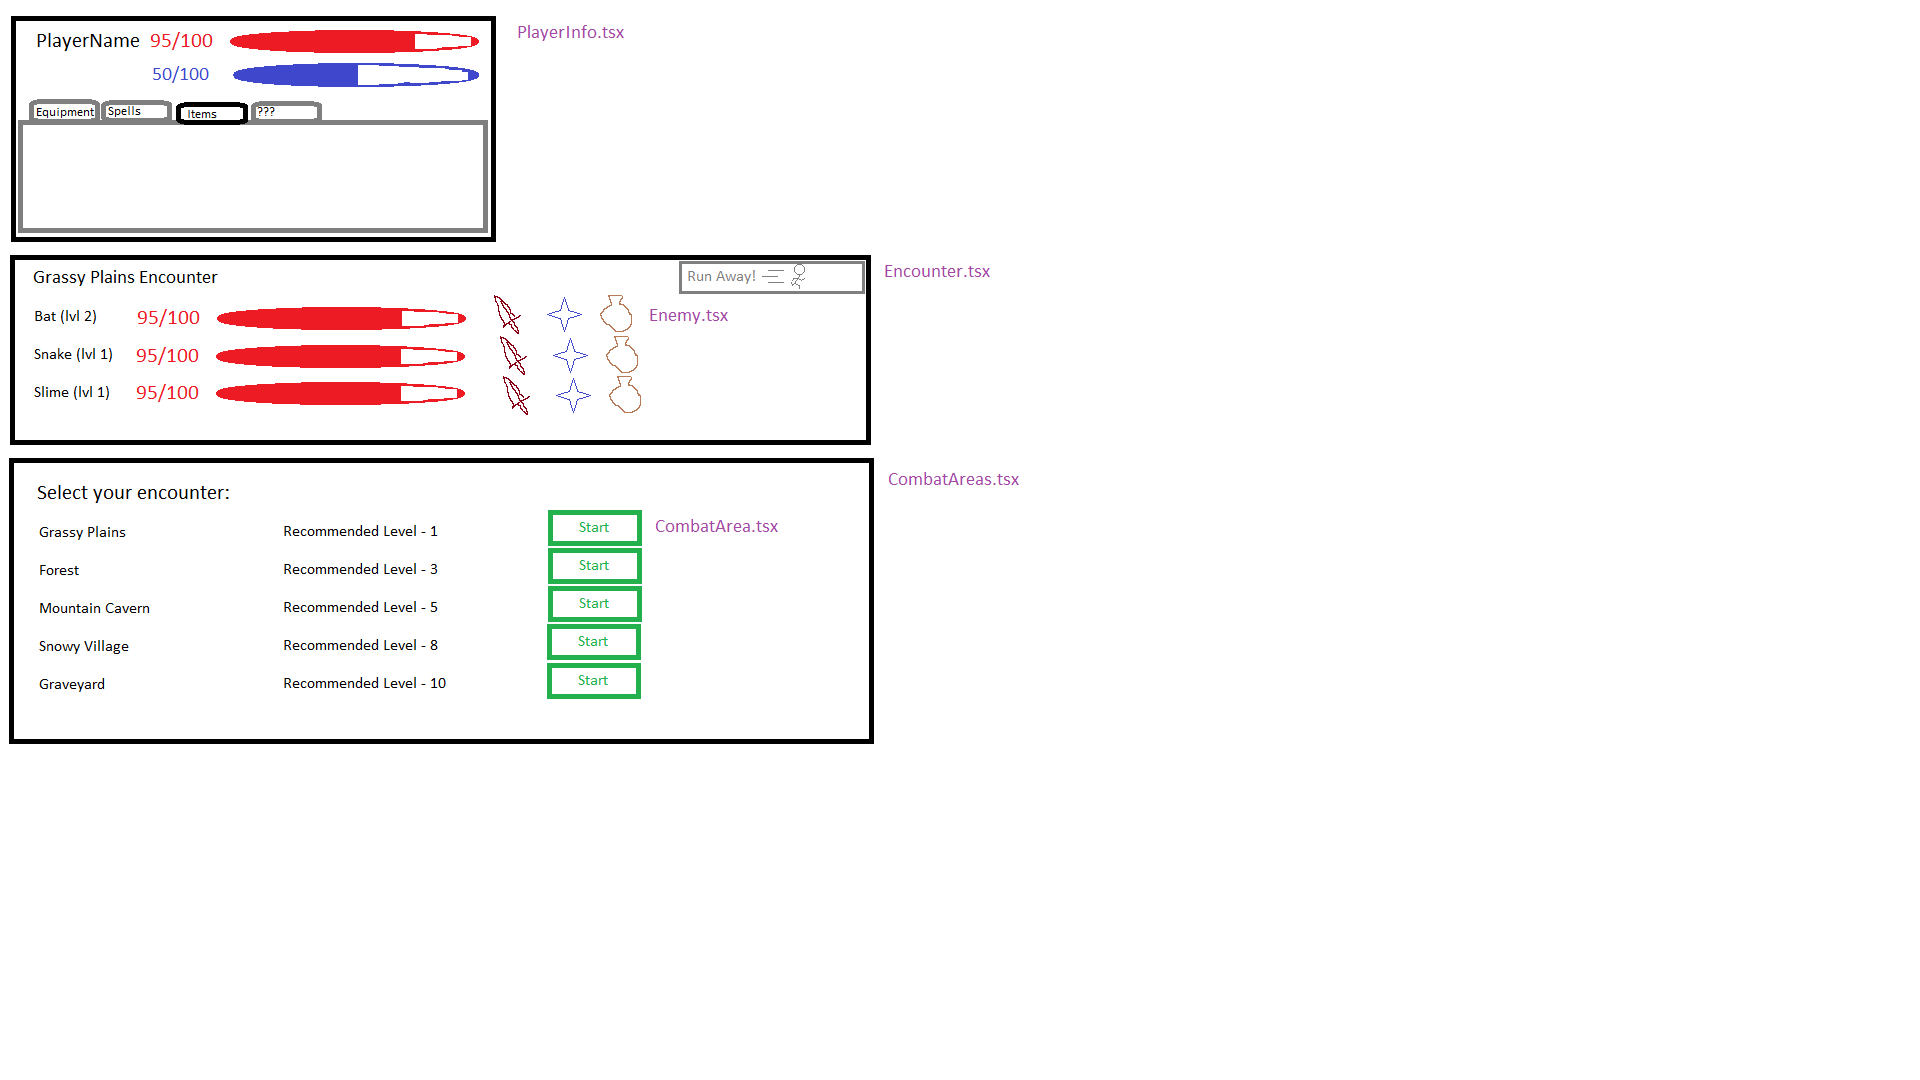 PlayerName 95/100
PlayerInfo.tsx
50/100
Equipment Spells Items ???
Grassy Plains Encounter
Run Away!
Encounter.tsx
Bat (lvl 2) 95/100
Enemy.tsx
Snake (lvl 1) 95/100
Slime (lvl 1) 95/100
CombatAreas.tsx
Select your encounter:
Grassy Plains Recommended Level - 1 Start
CombatArea.tsx
Forest Recommended Level - 3 Start
Mountain Cavern Recommended Level - 5 Start
Snowy Village Recommended Level - 8 Start
Graveyard Recommended Level - 10 Start